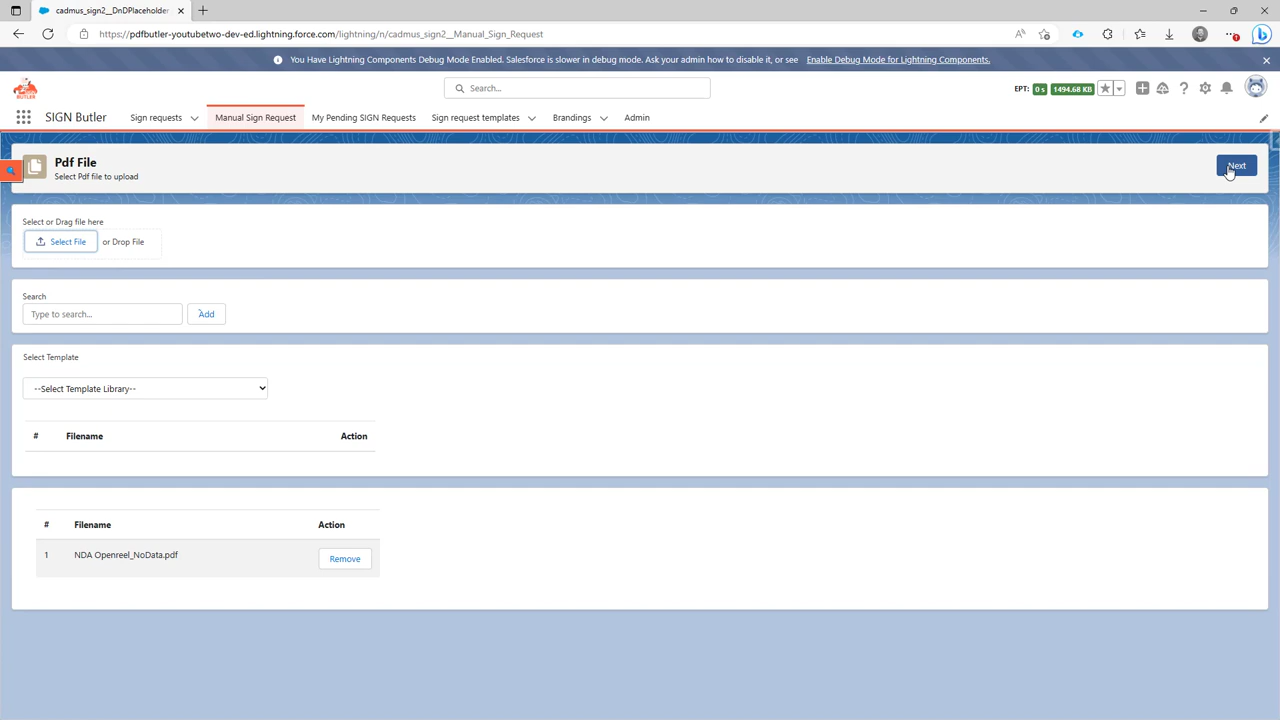 cadmus_sign2__DnDPlaceholder
https://pdfbutler-youtubetwo-dev-ed.lightning.force.com/lightning/n/cadmus_sign2__Manual_Sign_Request
You Have Lightning Components Debug Mode Enabled. Salesforce is slower in debug mode. Ask your admin how to disable it, or see Enable Debug Mode for Lightning Components.
BUTLER
Search...
EPT: 0 s 1494.68 KB
SIGN Butler
Sign requests
Manual Sign Request
My Pending SIGN Requests
Sign request templates
Brandings
Admin
Pdf File
Select Pdf file to upload
Next
Select or Drag file here
Select File
or Drop File
Search
Type to search...
Add
Select Template
--Select Template Library--
# Filename Action
# Filename Action
1 NDA Openreel_NoData.pdf Remove